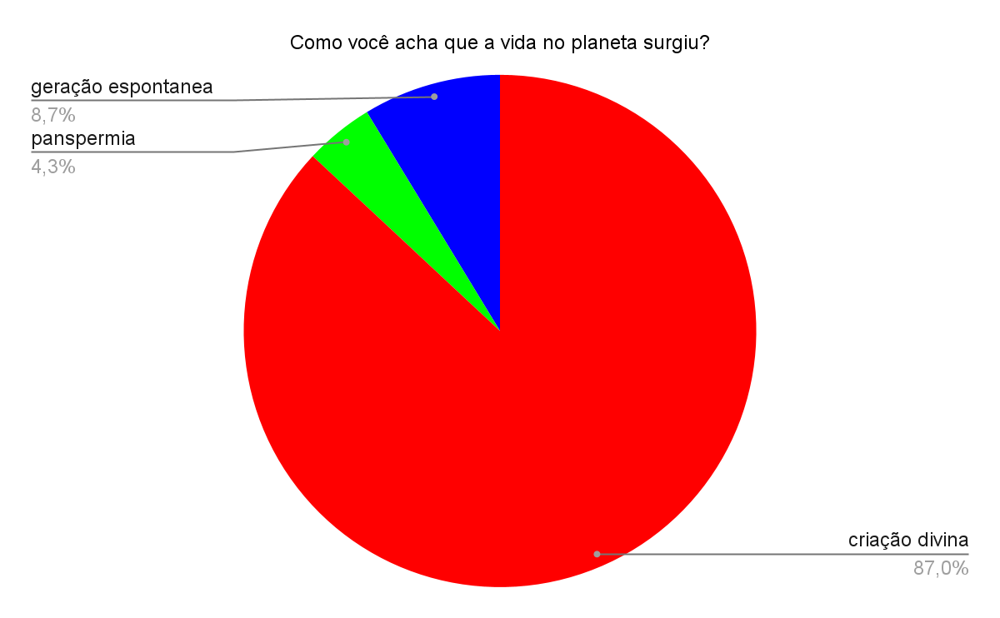 Como você acha que a vida no planeta surgiu?
geração espontanea
8,7%
panspermia
4,3%
criação divina
87,0%